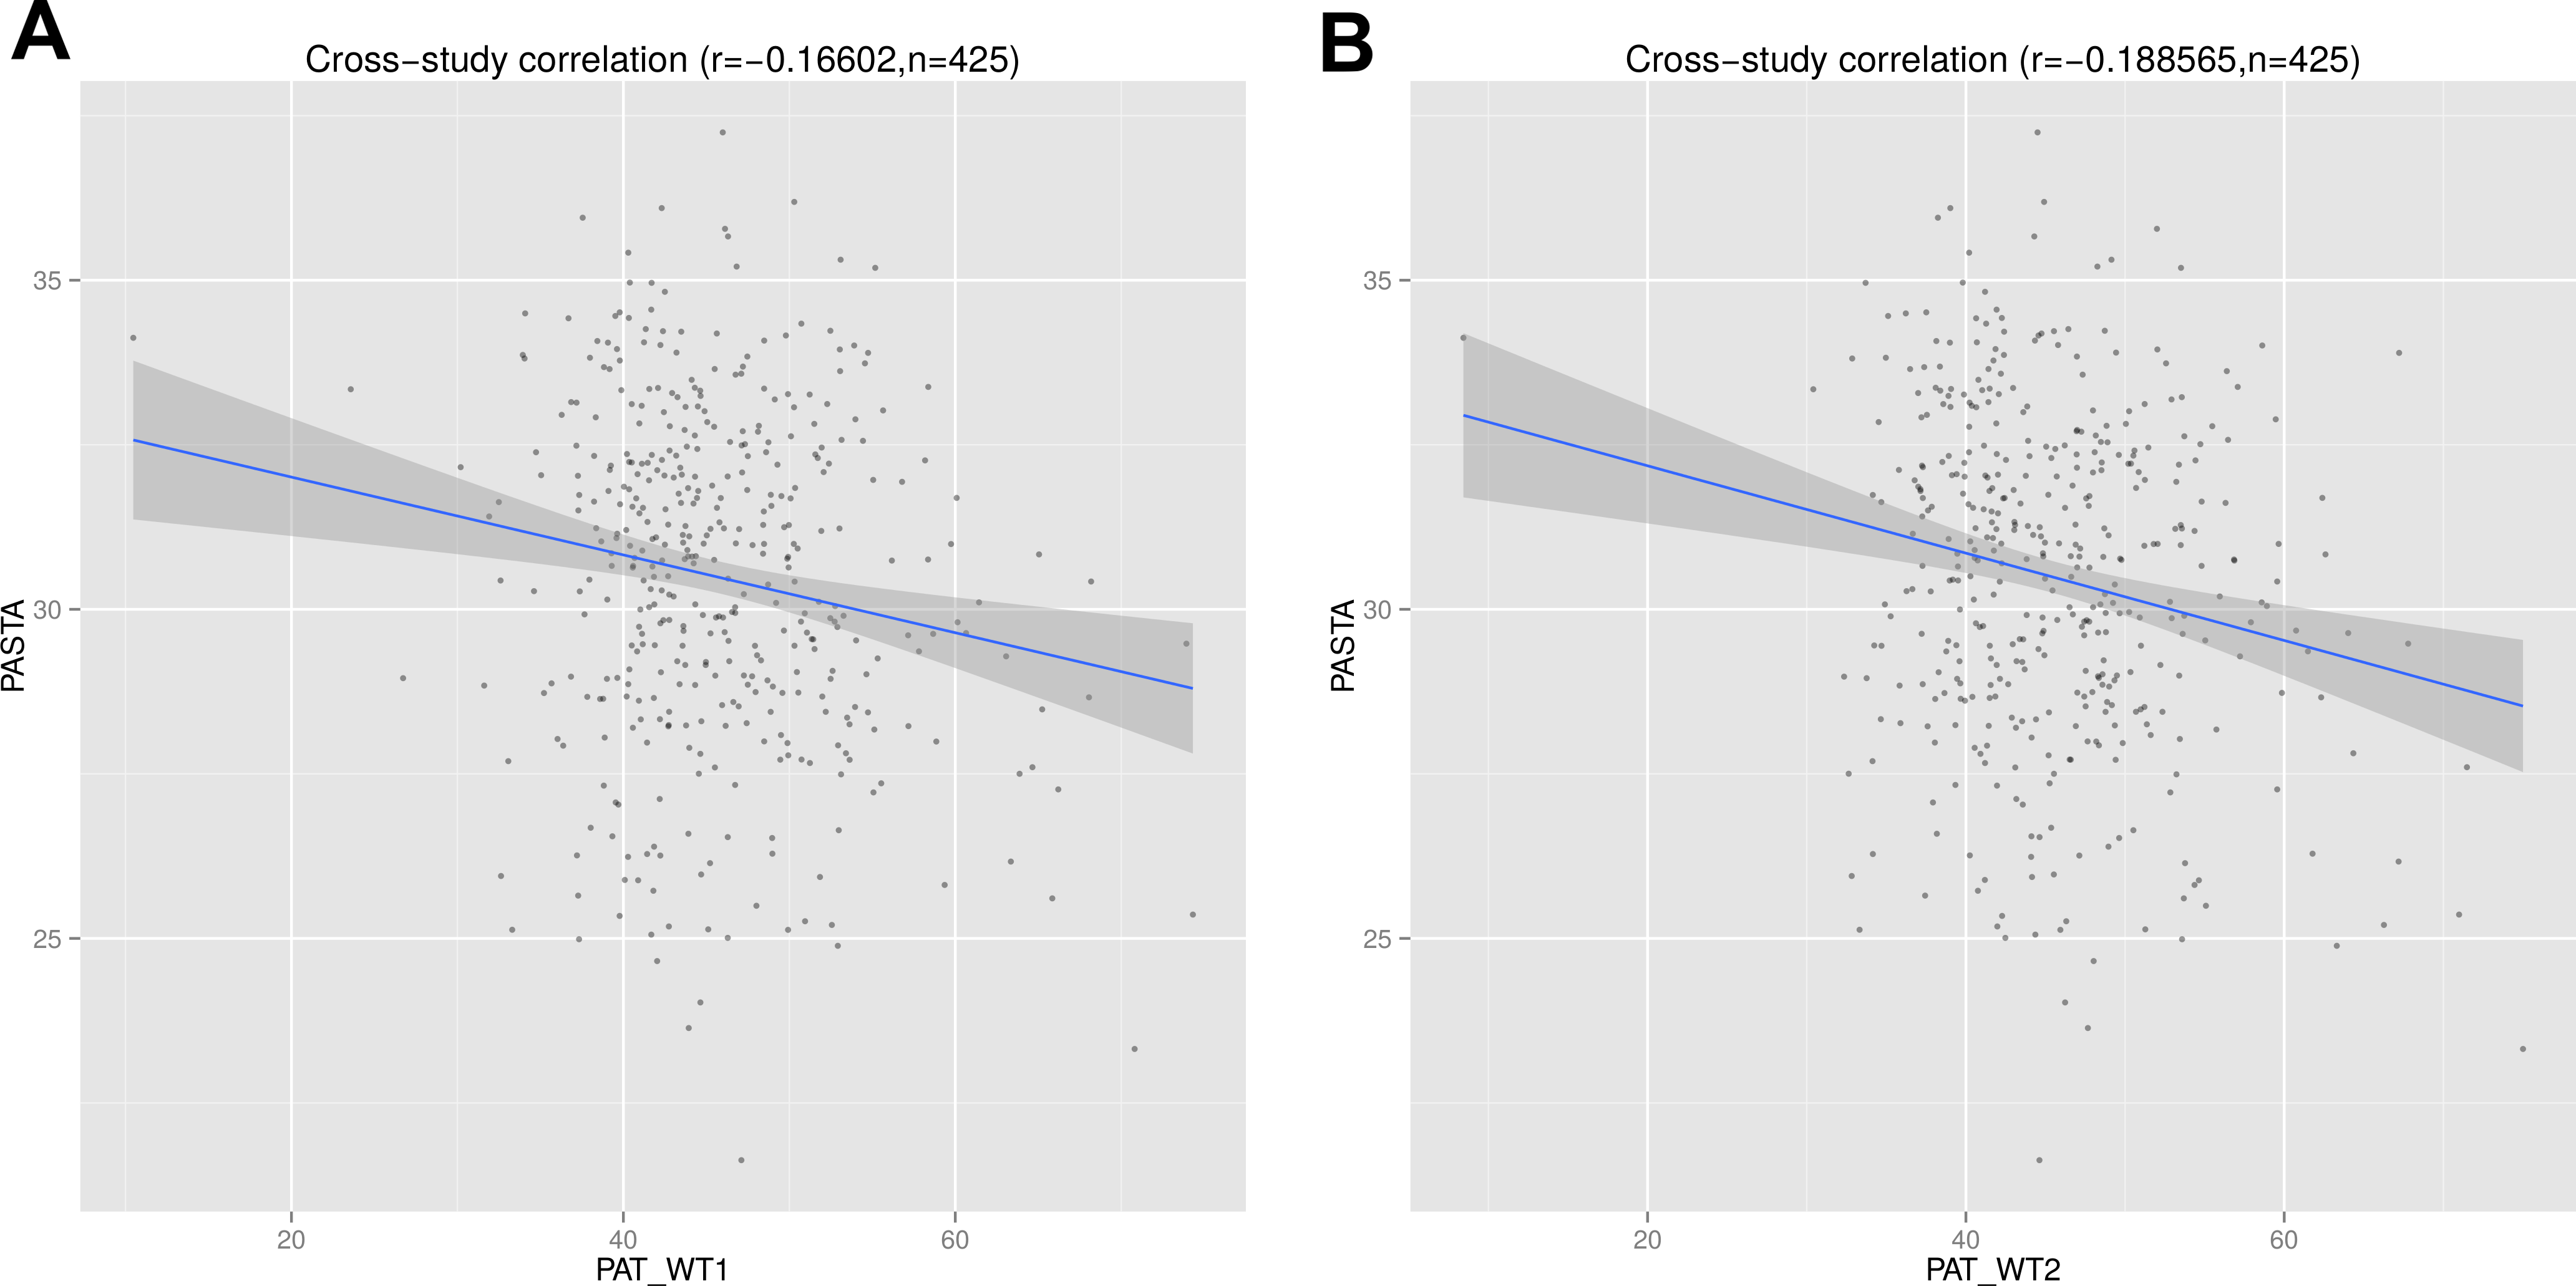 A
Cross−study correlation (r=−0.16602,n=425)
35
30
25
PASTA
20
40
60
PAT_WT1
B
Cross−study correlation (r=−0.188565,n=425)
35
30
25
PASTA
20
40
60
PAT_WT2